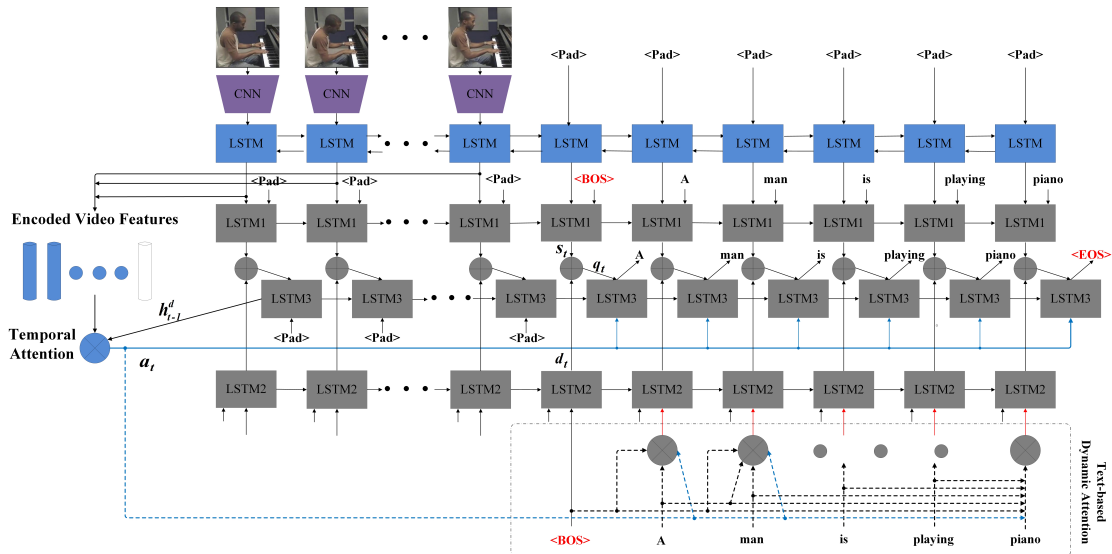 <Pad> <Pad> <Pad> <Pad> <Pad> <Pad>
CNN CNN CNN
LSTM LSTM LSTM LSTM LSTM LSTM LSTM LSTM LSTM
<Pad> <Pad> <Pad> <BOS> A man is playing piano
Encoded Video Features
LSTM1 LSTM1 LSTM1 LSTM1 LSTM1 LSTM1 LSTM1 LSTM1 LSTM1
s_t q_t A man is playing piano <EOS>
LSTM3 LSTM3 LSTM3 LSTM3 LSTM3 LSTM3 LSTM3 LSTM3 LSTM3
h^d_{t-1}
<Pad> <Pad> <Pad>
Temporal
Attention
a_t d_t
LSTM2 LSTM2 LSTM2 LSTM2 LSTM2 LSTM2 LSTM2 LSTM2 LSTM2
Text-based
Dynamic Attention
<BOS> A man is playing piano